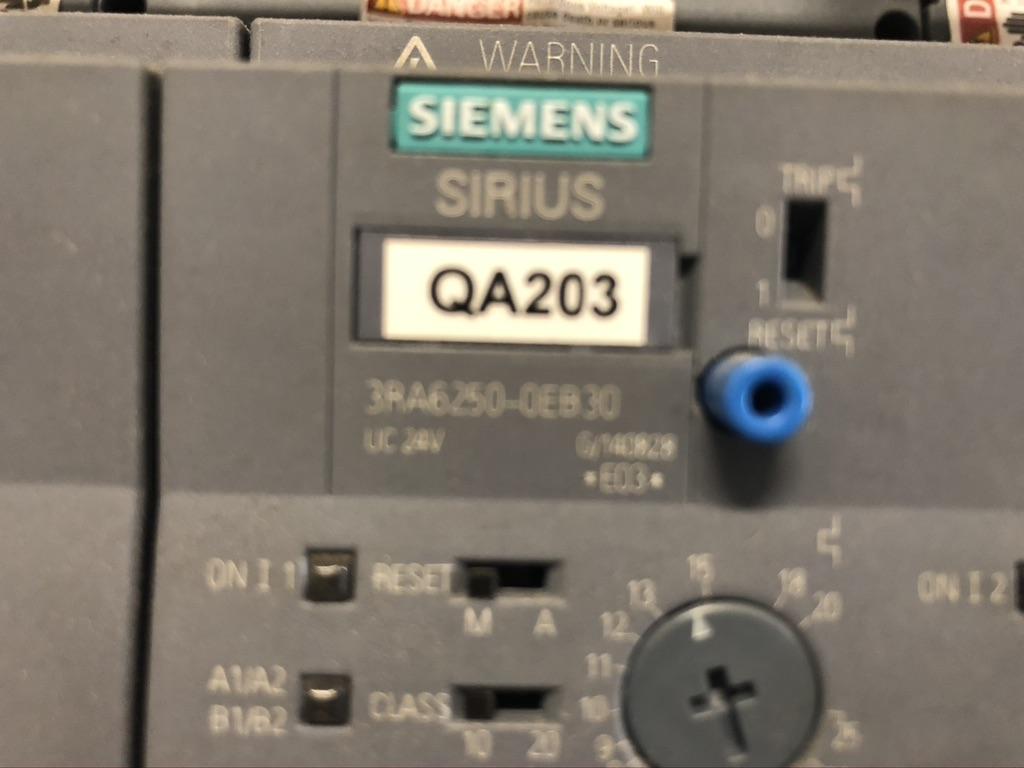 DANGER
WARNING
SIEMENS
SIRIUS
TRIP
0
QA203
1
RESET
3RA6250-0EB30
UC 24V
G/140828
*E03*
ON I 1
RESET
M A
A1/A2
B1/B2
CLASS
10 20
9
10
11
12
13
15
18
20
25
ON I 2
D